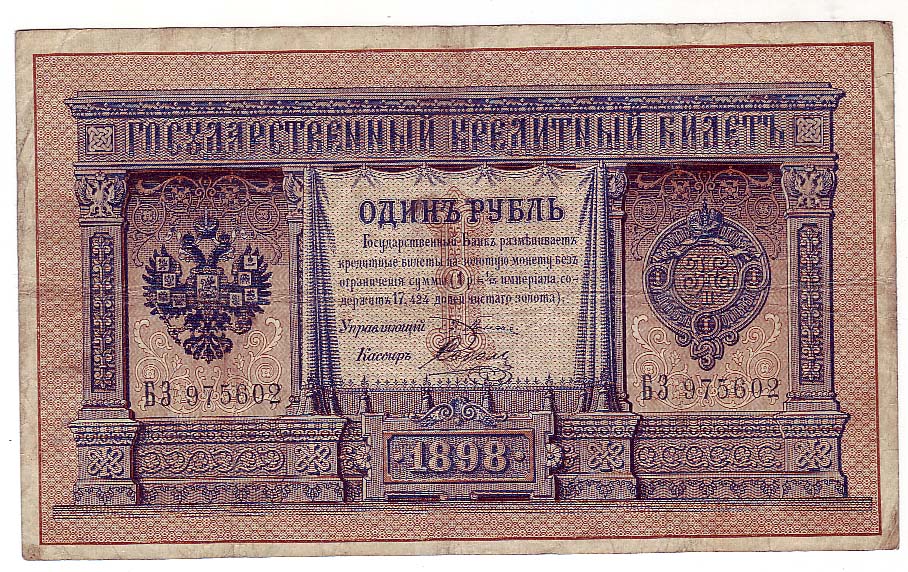 ГОСУДАРСТВЕННЫЙ КРЕДИТНЫЙ БИЛЕТЪ
ОДИНЪ РУБЛЬ
Государственный Банкъ размѣниваетъ
кредитные билеты на золотую монету безъ
ограниченія суммы (1 р.= 1/15 имперіала, со-
держитъ 17,424 долей чистаго золота).
Управляющій
Кассиръ
БЗ 975602
БЗ 975602
1898